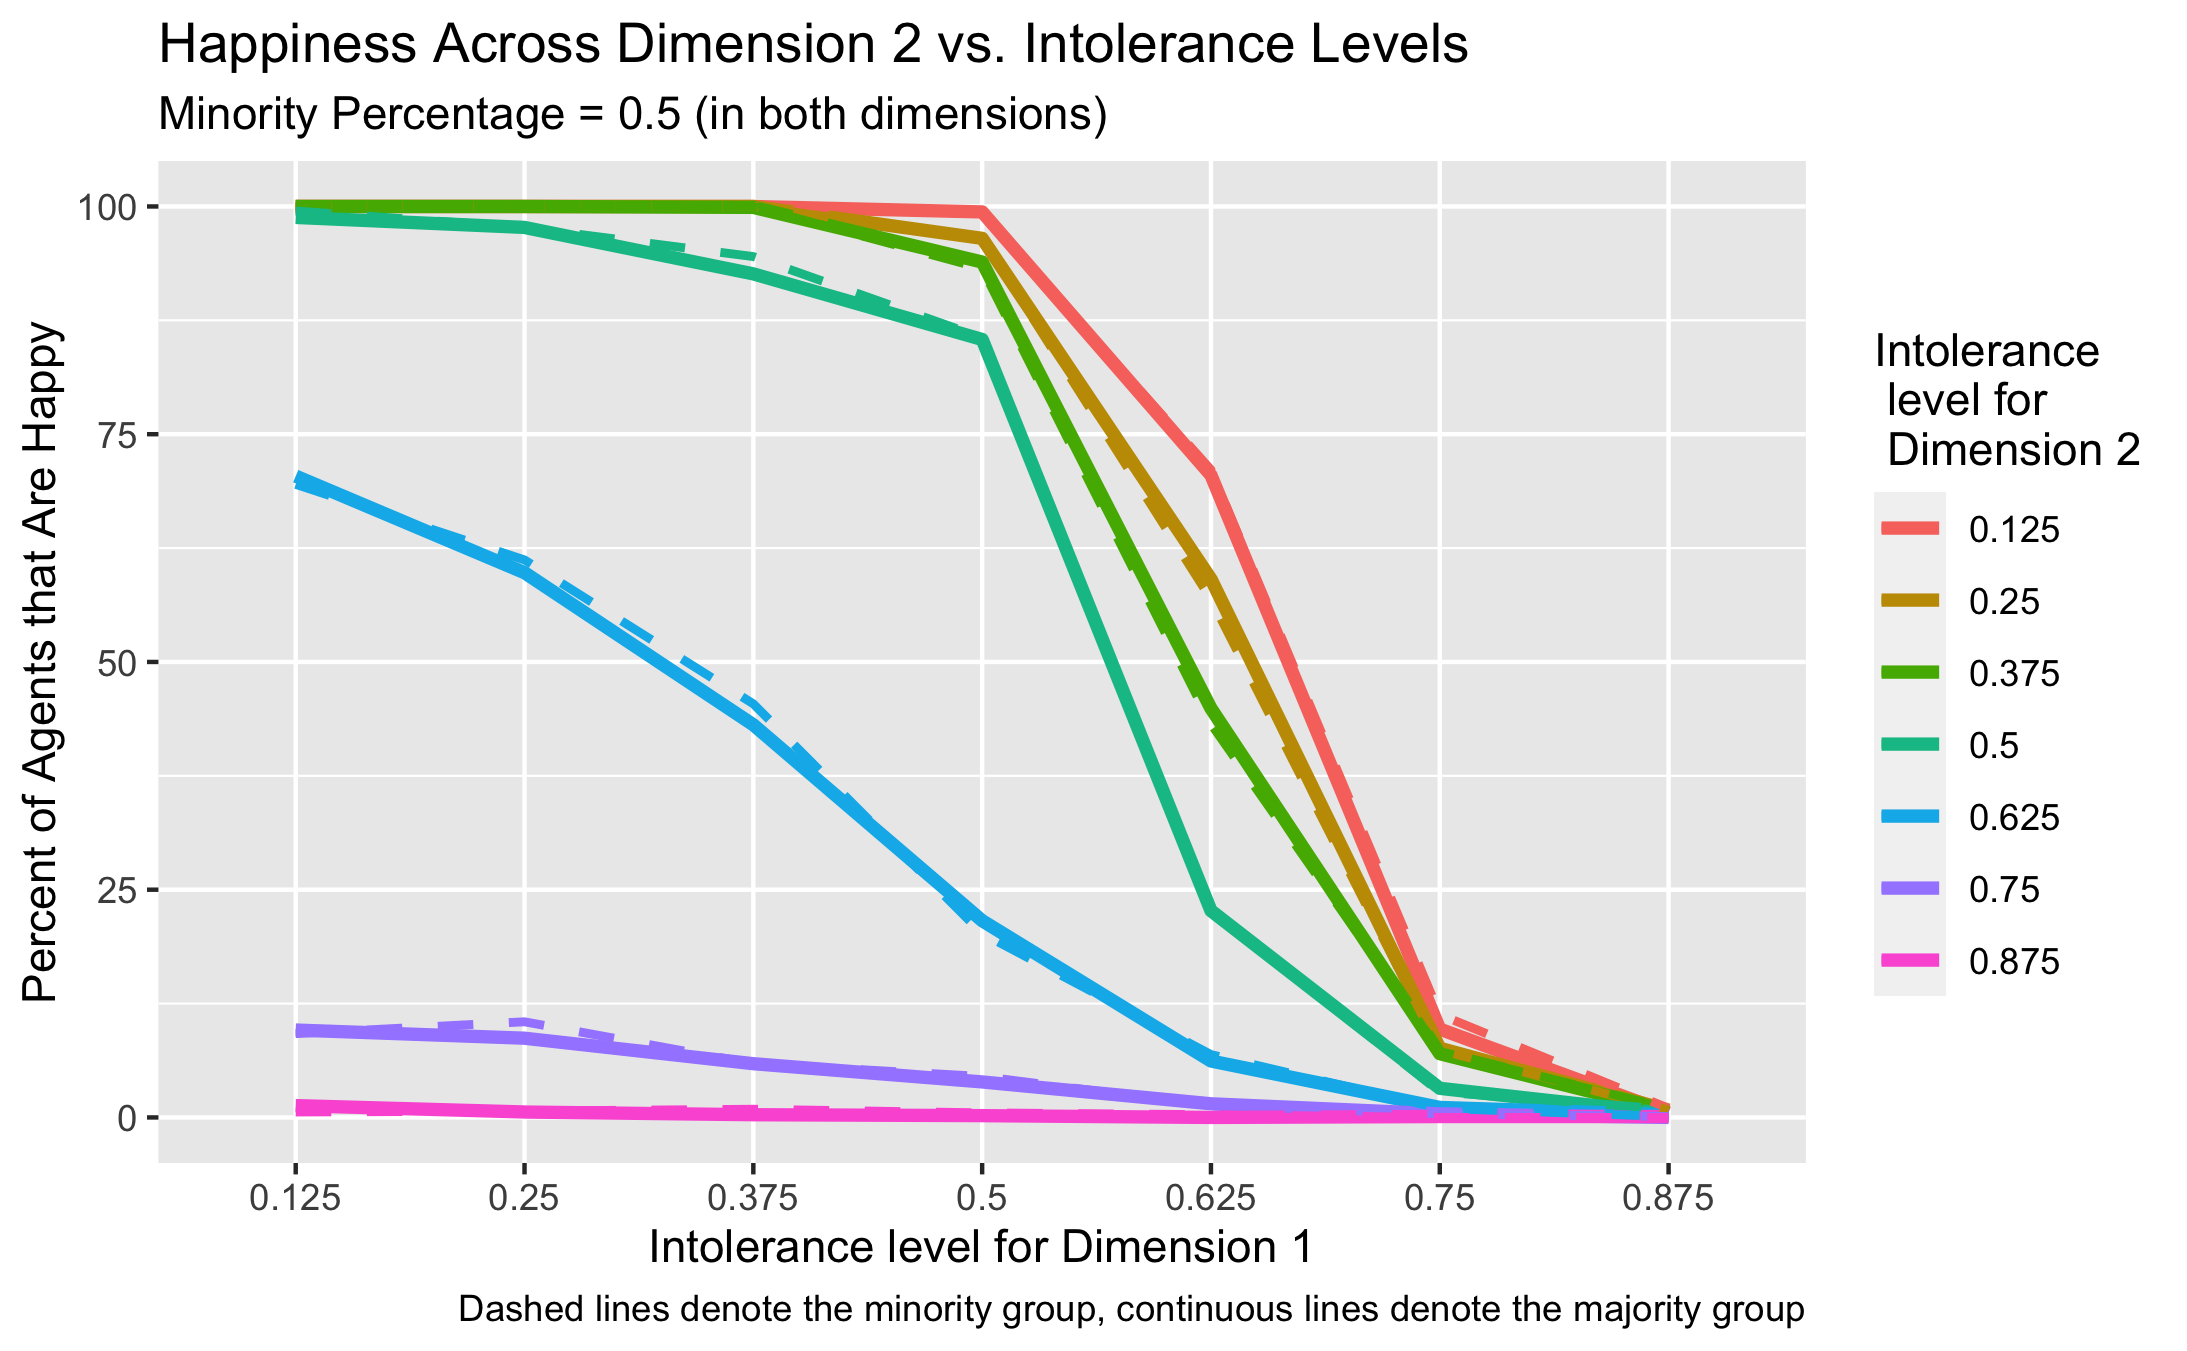 Happiness Across Dimension 2 vs. Intolerance Levels
Minority Percentage = 0.5 (in both dimensions)
Percent of Agents that Are Happy
100
75
50
25
0
0.125 0.25 0.375 0.5 0.625 0.75 0.875
Intolerance level for Dimension 1
Dashed lines denote the minority group, continuous lines denote the majority group
Intolerance
level for
Dimension 2
0.125
0.25
0.375
0.5
0.625
0.75
0.875